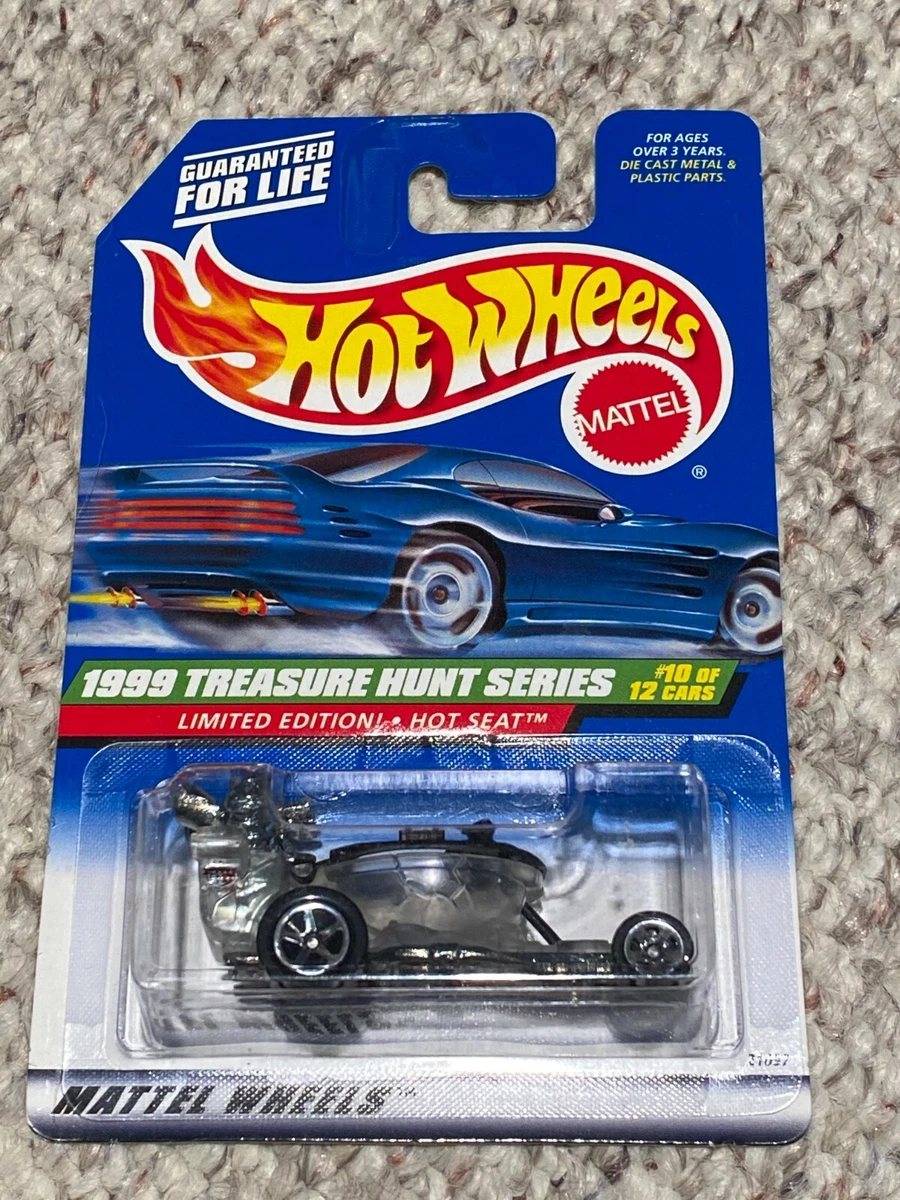 GUARANTEED
FOR LIFE
FOR AGES
OVER 3 YEARS.
DIE CAST METAL &
PLASTIC PARTS.
HOT WHEELS
MATTEL
®
1999 TREASURE HUNT SERIES
#10 OF
12 CARS
LIMITED EDITION! • HOT SEAT™
MATTEL WHEELS™